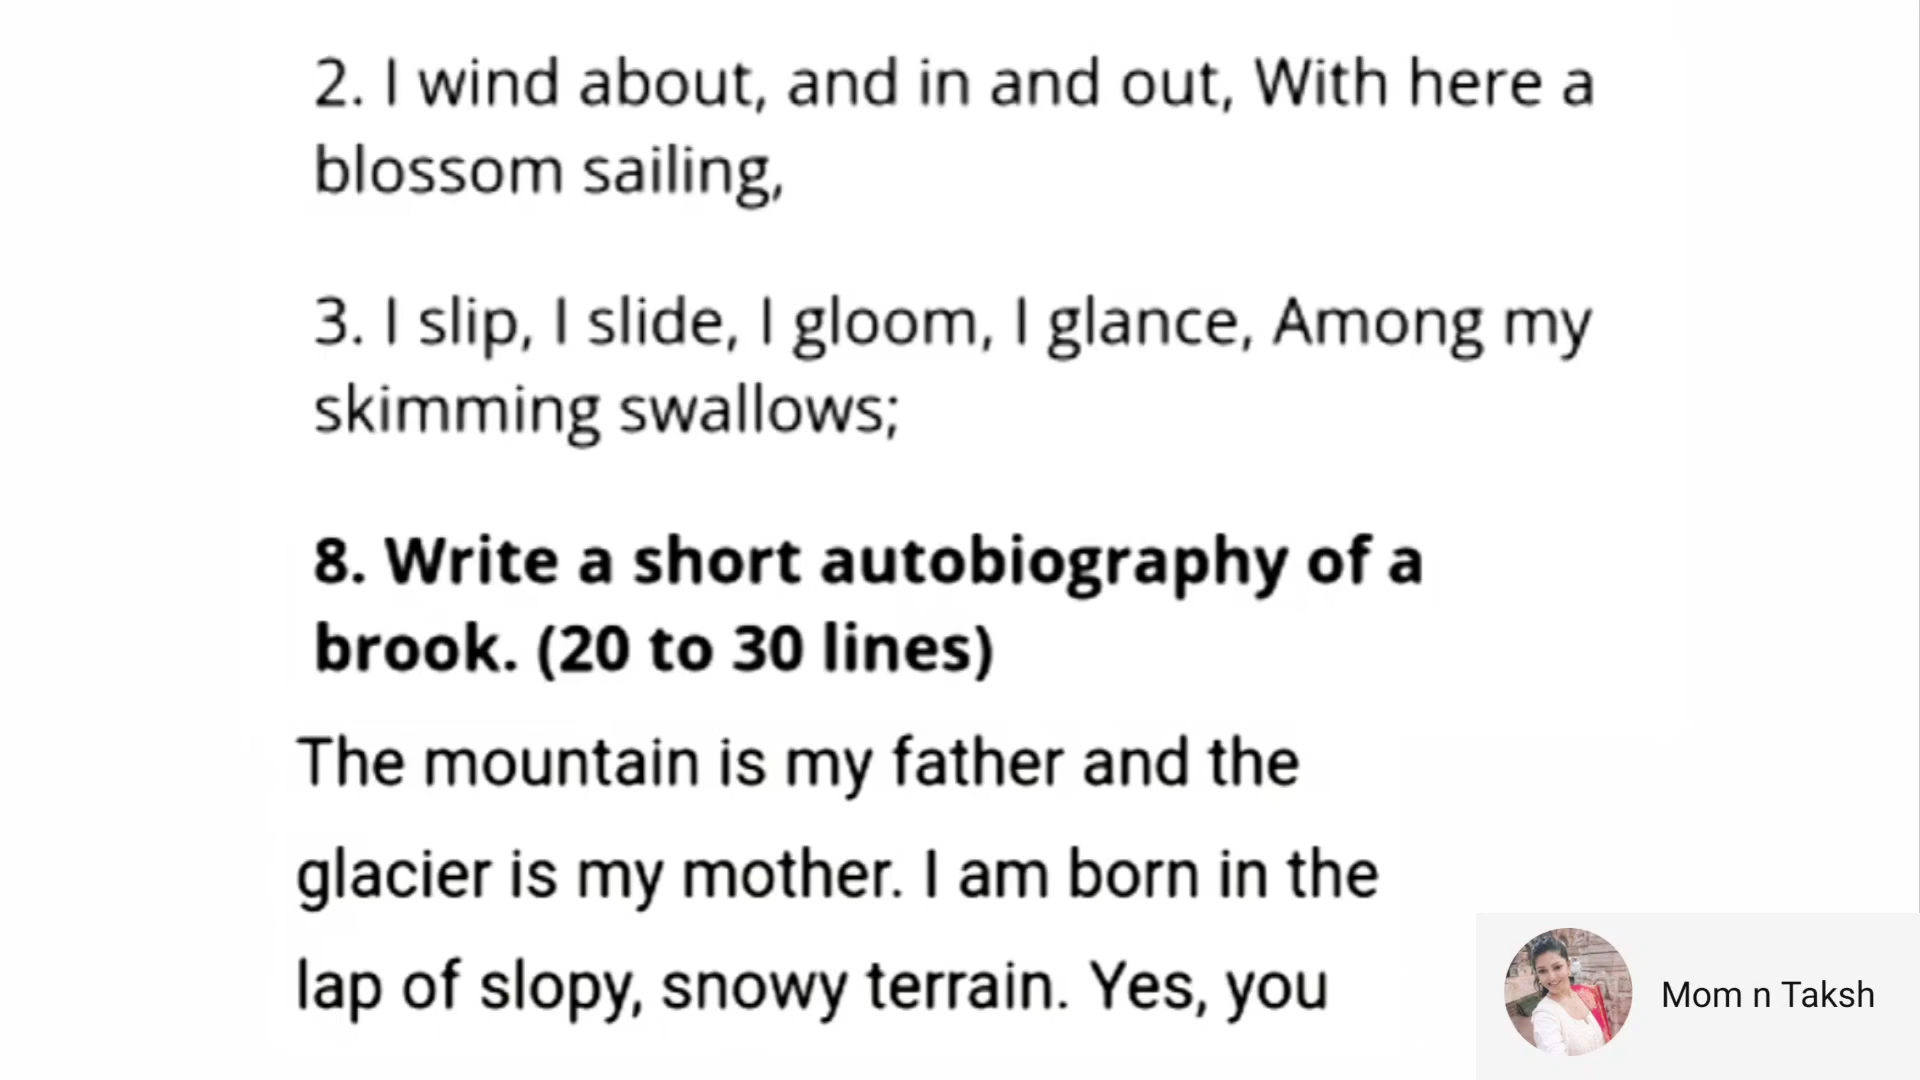 2. I wind about, and in and out, With here a
blossom sailing,
3. I slip, I slide, I gloom, I glance, Among my
skimming swallows;
8. Write a short autobiography of a
brook. (20 to 30 lines)
The mountain is my father and the
glacier is my mother. I am born in the
lap of slopy, snowy terrain. Yes, you
Mom n Taksh